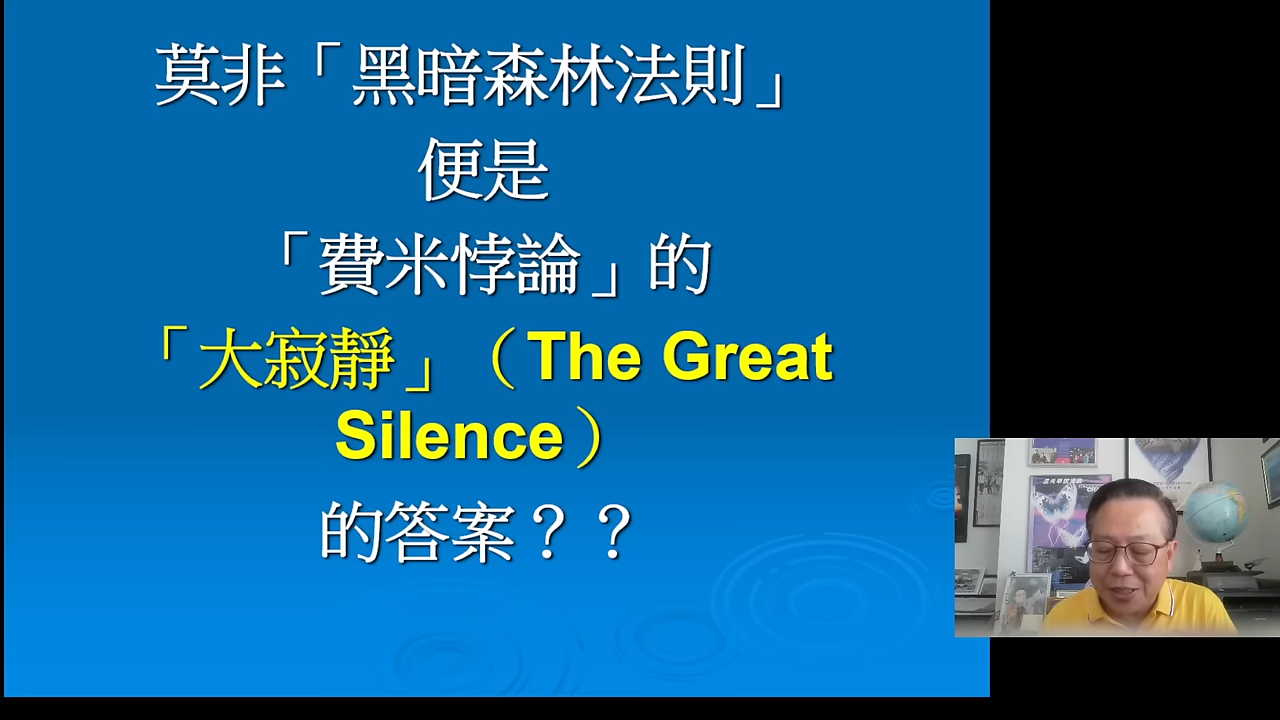 莫非「黑暗森林法則」
便是
「費米悖論」的
「大寂靜」（The Great
Silence）
的答案？？